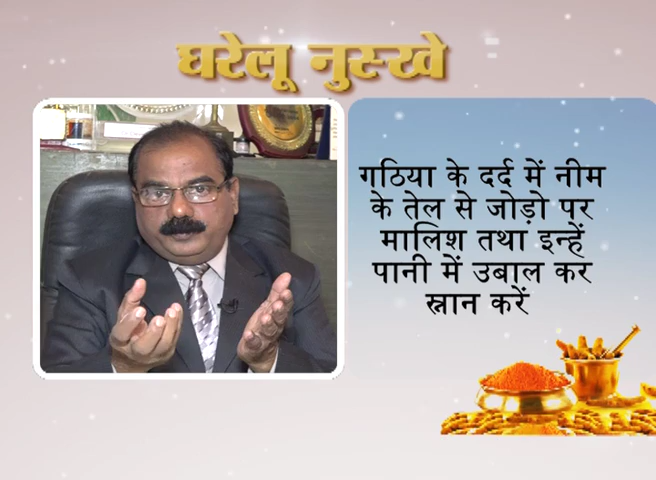 घरेलू नुस्खे
गठिया के दर्द में नीम
के तेल से जोड़ो पर
मालिश तथा इन्हें
पानी में उबाल कर
स्नान करें